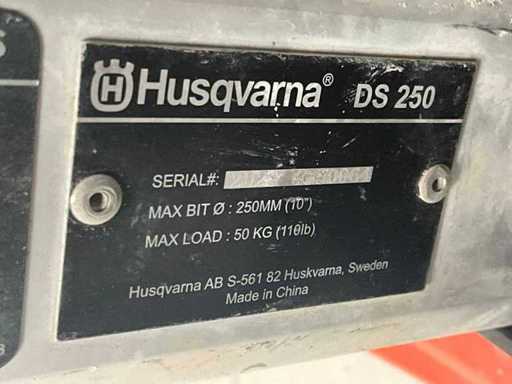 Husqvarna® DS 250
SERIAL#:
MAX BIT Ø : 250MM (10")
MAX LOAD : 50 KG (110lb)
Husqvarna AB S-561 82 Huskvarna, Sweden
Made in China